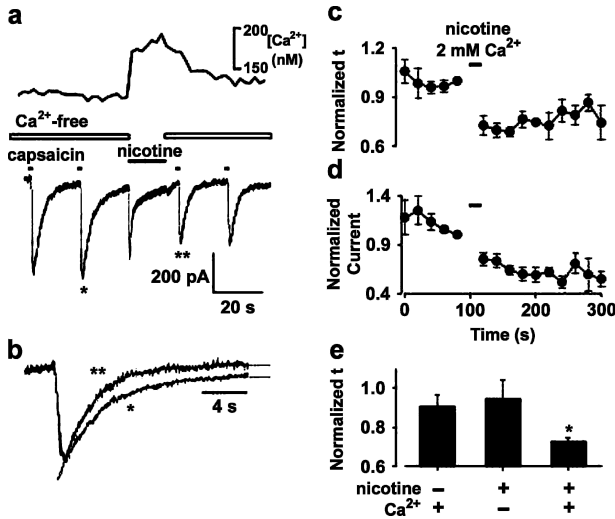 a
200
[Ca²⁺]
(nM)
150
Ca²⁺-free
capsaicin
nicotine
*
**
200 pA
20 s
b
**
*
4 s
c
nicotine
2 mM Ca²⁺
Normalized t
1.2
0.9
0.6
d
Normalized
Current
1.4
0.9
0.4
0
100
200
300
Time (s)
e
Normalized t
1.0
0.8
0.6
*
nicotine − + +
Ca²⁺ + − +